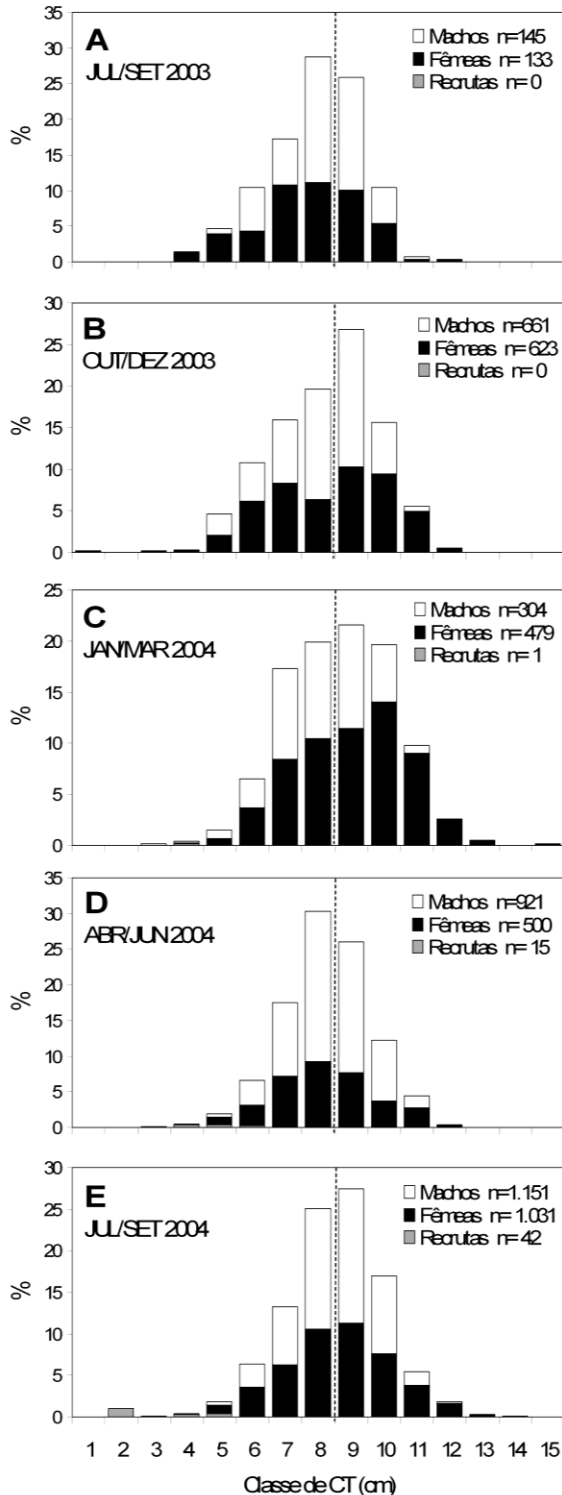 A
JUL/SET 2003
Machos n=145
Fêmeas n= 133
Recrutas n= 0
30
25
20
15
10
5
0
%
B
OUT/DEZ 2003
Machos n=661
Fêmeas n= 623
Recrutas n= 0
30
25
20
15
10
5
0
%
C
JAN/MAR 2004
Machos n=304
Fêmeas n= 479
Recrutas n= 1
25
20
15
10
5
0
%
D
ABR/JUN 2004
Machos n=921
Fêmeas n= 500
Recrutas n= 15
35
30
25
20
15
10
5
0
%
E
JUL/SET 2004
Machos n=1.151
Fêmeas n= 1.031
Recrutas n= 42
30
25
20
15
10
5
0
%
1 2 3 4 5 6 7 8 9 10 11 12 13 14 15
Classe de CT (cm)